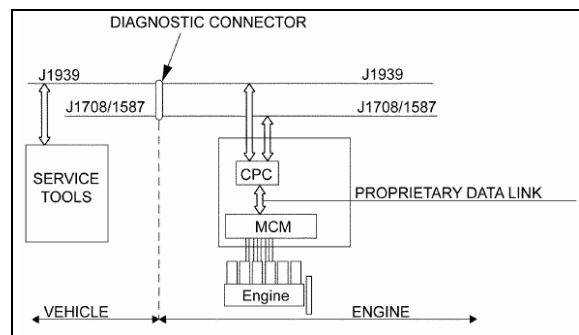 DIAGNOSTIC CONNECTOR
J1939
J1939
J1708/1587
J1708/1587
SERVICE
TOOLS
CPC
PROPRIETARY DATA LINK
MCM
Engine
VEHICLE
ENGINE